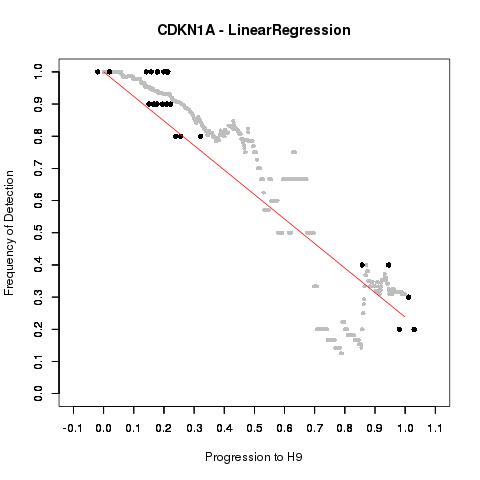 CDKN1A - LinearRegression
Frequency of Detection
1.0
0.9
0.8
0.7
0.6
0.5
0.4
0.3
0.2
0.1
0.0
-0.1 0.0 0.1 0.2 0.3 0.4 0.5 0.6 0.7 0.8 0.9 1.0 1.1
Progression to H9